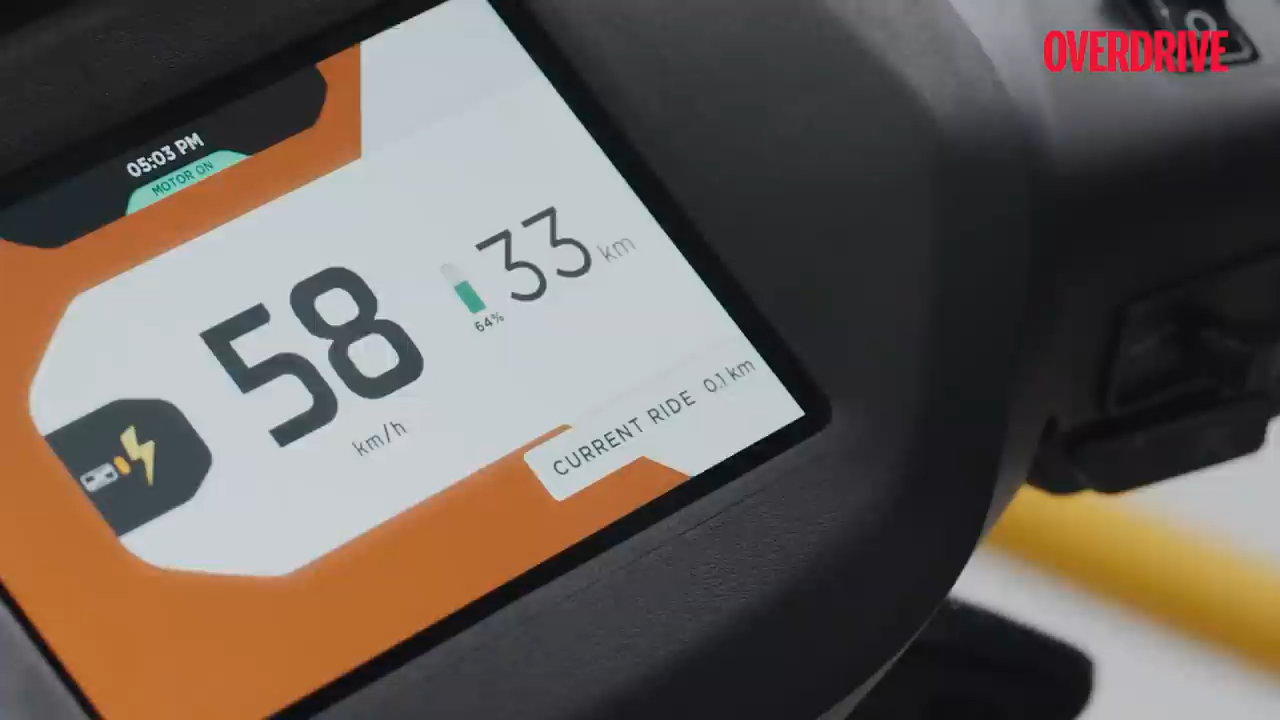 OVERDRIVE
05:03 PM
MOTOR ON
58
km/h
33 km
64%
CURRENT RIDE 0.1 km